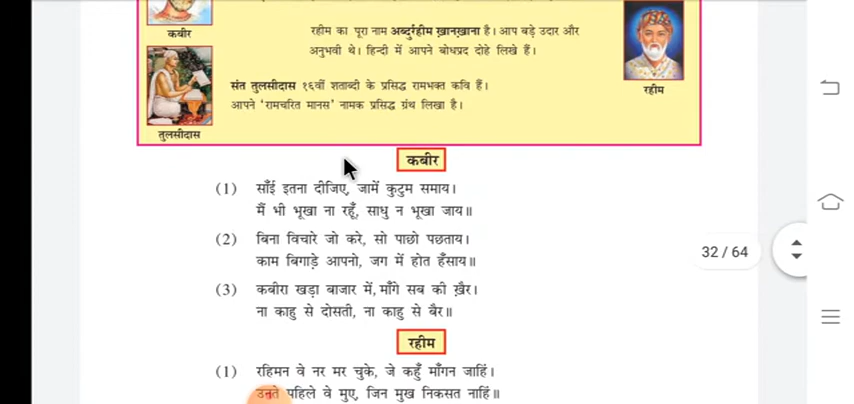 कबीर
रहीम का पूरा नाम अब्दुर्रहीम ख़ानख़ाना है। आप बड़े उदार और
अनुभवी थे। हिन्दी में आपने बोधप्रद दोहे लिखे हैं।
रहीम
संत तुलसीदास १६वीं शताब्दी के प्रसिद्ध रामभक्त कवि हैं।
आपने ‘रामचरित मानस’ नामक प्रसिद्ध ग्रंथ लिखा है।
तुलसीदास
कबीर
(1) साँई इतना दीजिए, जामें कुटुम समाय।
मैं भी भूखा ना रहूँ, साधु न भूखा जाय॥
(2) बिना विचारे जो करे, सो पाछो पछताय।
काम बिगाड़े आपनो, जग में होत हँसाय॥
32 / 64
(3) कबीरा खड़ा बाजार में, माँगे सब की ख़ैर।
ना काहु से दोसती, ना काहु से बैर॥
रहीम
(1) रहिमन वे नर मर चुके, जे कहुँ माँगन जाहिं।
उनते पहिले वे मुए, जिन मुख निकसत नाहिं॥